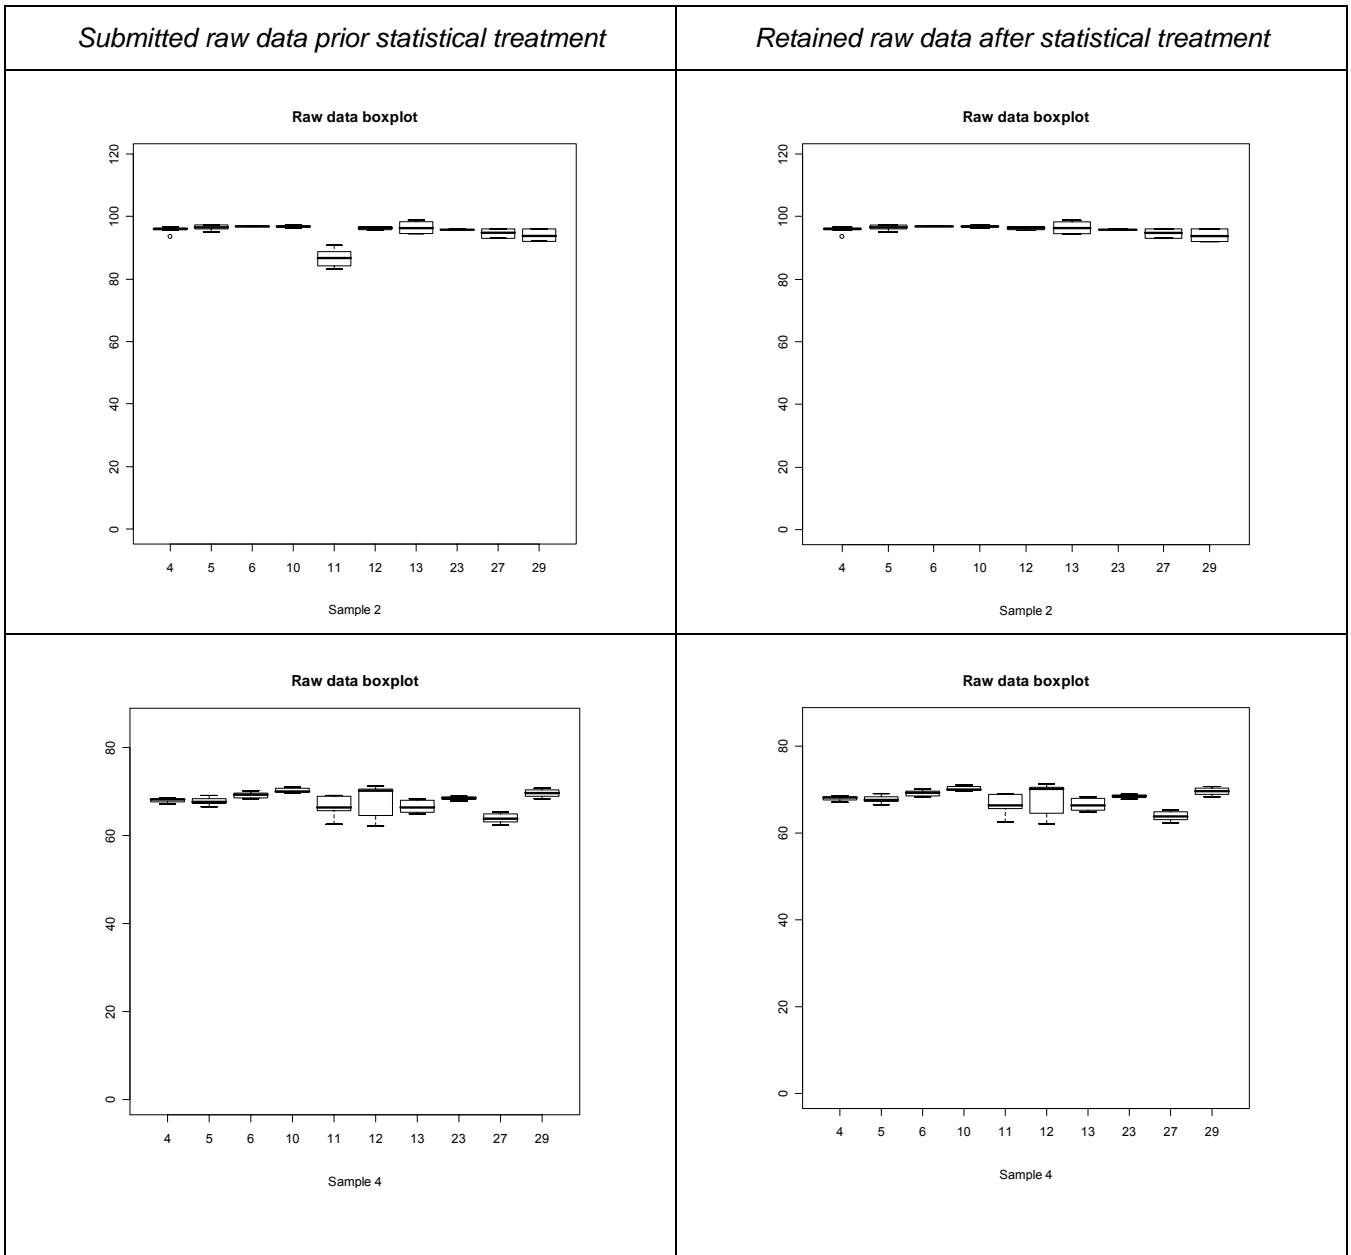 Submitted raw data prior statistical treatment
Retained raw data after statistical treatment
Raw data boxplot
120
100
80
60
40
20
0
4 5 6 10 11 12 13 23 27 29
Sample 2
Raw data boxplot
120
100
80
60
40
20
0
4 5 6 10 12 13 23 27 29
Sample 2
Raw data boxplot
80
60
40
20
0
4 5 6 10 11 12 13 23 27 29
Sample 4
Raw data boxplot
80
60
40
20
0
4 5 6 10 11 12 13 23 27 29
Sample 4